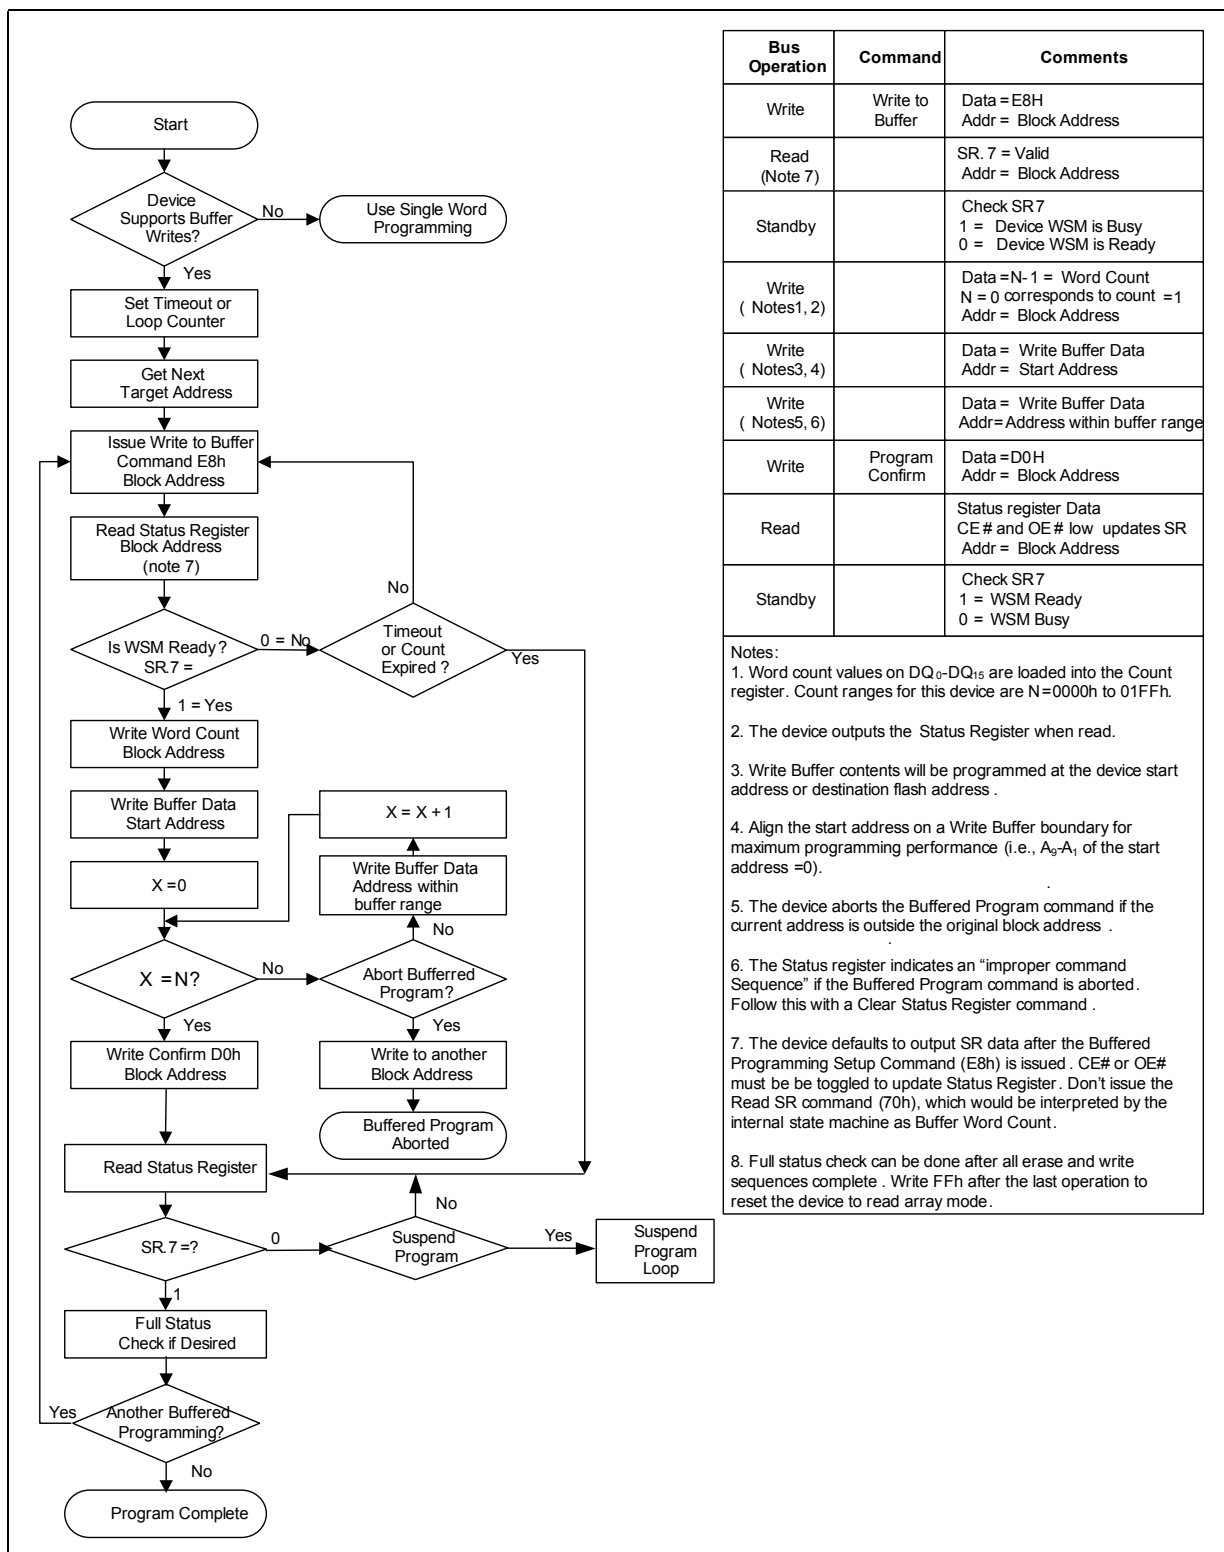 Start
Device
Supports Buffer
Writes?
No
Use Single Word
Programming
Yes
Set Timeout or
Loop Counter
Get Next
Target Address
Issue Write to Buffer
Command E8h
Block Address
Read Status Register
Block Address
(note 7)
No
Is WSM Ready?
SR.7 =
0 = No
Timeout
or Count
Expired ?
Yes
1 = Yes
Write Word Count
Block Address
Write Buffer Data
Start Address
X = X + 1
X =0
Write Buffer Data
Address within
buffer range
No
X =N?
No
Abort Bufferred
Program?
Yes
Yes
Write Confirm D0h
Block Address
Write to another
Block Address
Buffered Program
Aborted
Read Status Register
No
SR.7 =?
0
Suspend
Program
Yes
Suspend
Program
Loop
1
Full Status
Check if Desired
Yes
Another Buffered
Programming?
No
Program Complete
Bus
Operation
Command
Comments
Write
Write to
Buffer
Data =E8H
Addr = Block Address
Read
(Note 7)
SR. 7 = Valid
Addr = Block Address
Standby
Check SR7
1 = Device WSM is Busy
0 = Device WSM is Ready
Write
( Notes1, 2)
Data =N- 1 = Word Count
N = 0 corresponds to count =1
Addr = Block Address
Write
( Notes3, 4)
Data = Write Buffer Data
Addr = Start Address
Write
( Notes5, 6)
Data = Write Buffer Data
Addr=Address within buffer range
Write
Program
Confirm
Data =D0H
Addr = Block Address
Read
Status register Data
CE# and OE# low updates SR
Addr = Block Address
Standby
Check SR7
1 = WSM Ready
0 = WSM Busy
Notes:
1. Word count values on DQ0-DQ15 are loaded into the Count
register. Count ranges for this device are N=0000h to 01FFh.
2. The device outputs the Status Register when read.
3. Write Buffer contents will be programmed at the device start
address or destination flash address .
4. Align the start address on a Write Buffer boundary for
maximum programming performance (i.e., A9-A1 of the start
address =0).
5. The device aborts the Buffered Program command if the
current address is outside the original block address .
6. The Status register indicates an “improper command
Sequence” if the Buffered Program command is aborted.
Follow this with a Clear Status Register command .
7. The device defaults to output SR data after the Buffered
Programming Setup Command (E8h) is issued . CE# or OE#
must be be toggled to update Status Register . Don’t issue the
Read SR command (70h), which would be interpreted by the
internal state machine as Buffer Word Count.
8. Full status check can be done after all erase and write
sequences complete . Write FFh after the last operation to
reset the device to read array mode.